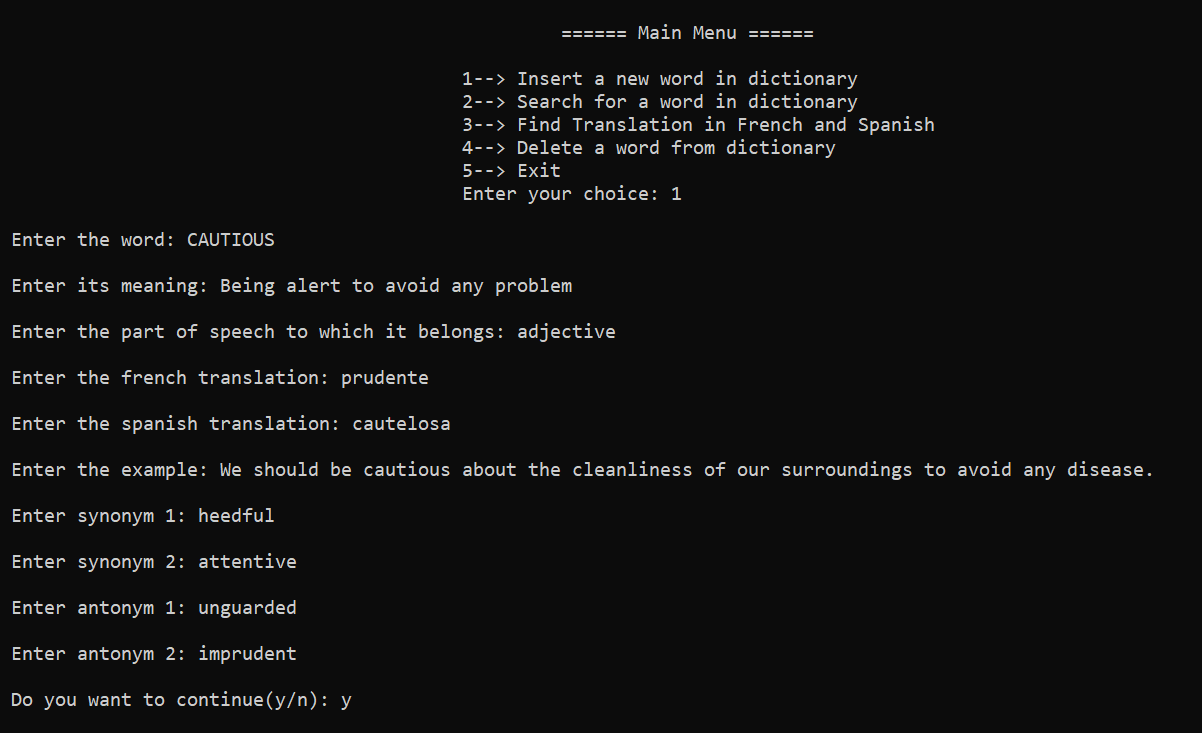 ====== Main Menu ======
1--> Insert a new word in dictionary
2--> Search for a word in dictionary
3--> Find Translation in French and Spanish
4--> Delete a word from dictionary
5--> Exit
Enter your choice: 1
Enter the word: CAUTIOUS
Enter its meaning: Being alert to avoid any problem
Enter the part of speech to which it belongs: adjective
Enter the french translation: prudente
Enter the spanish translation: cautelosa
Enter the example: We should be cautious about the cleanliness of our surroundings to avoid any disease.
Enter synonym 1: heedful
Enter synonym 2: attentive
Enter antonym 1: unguarded
Enter antonym 2: imprudent
Do you want to continue(y/n): y